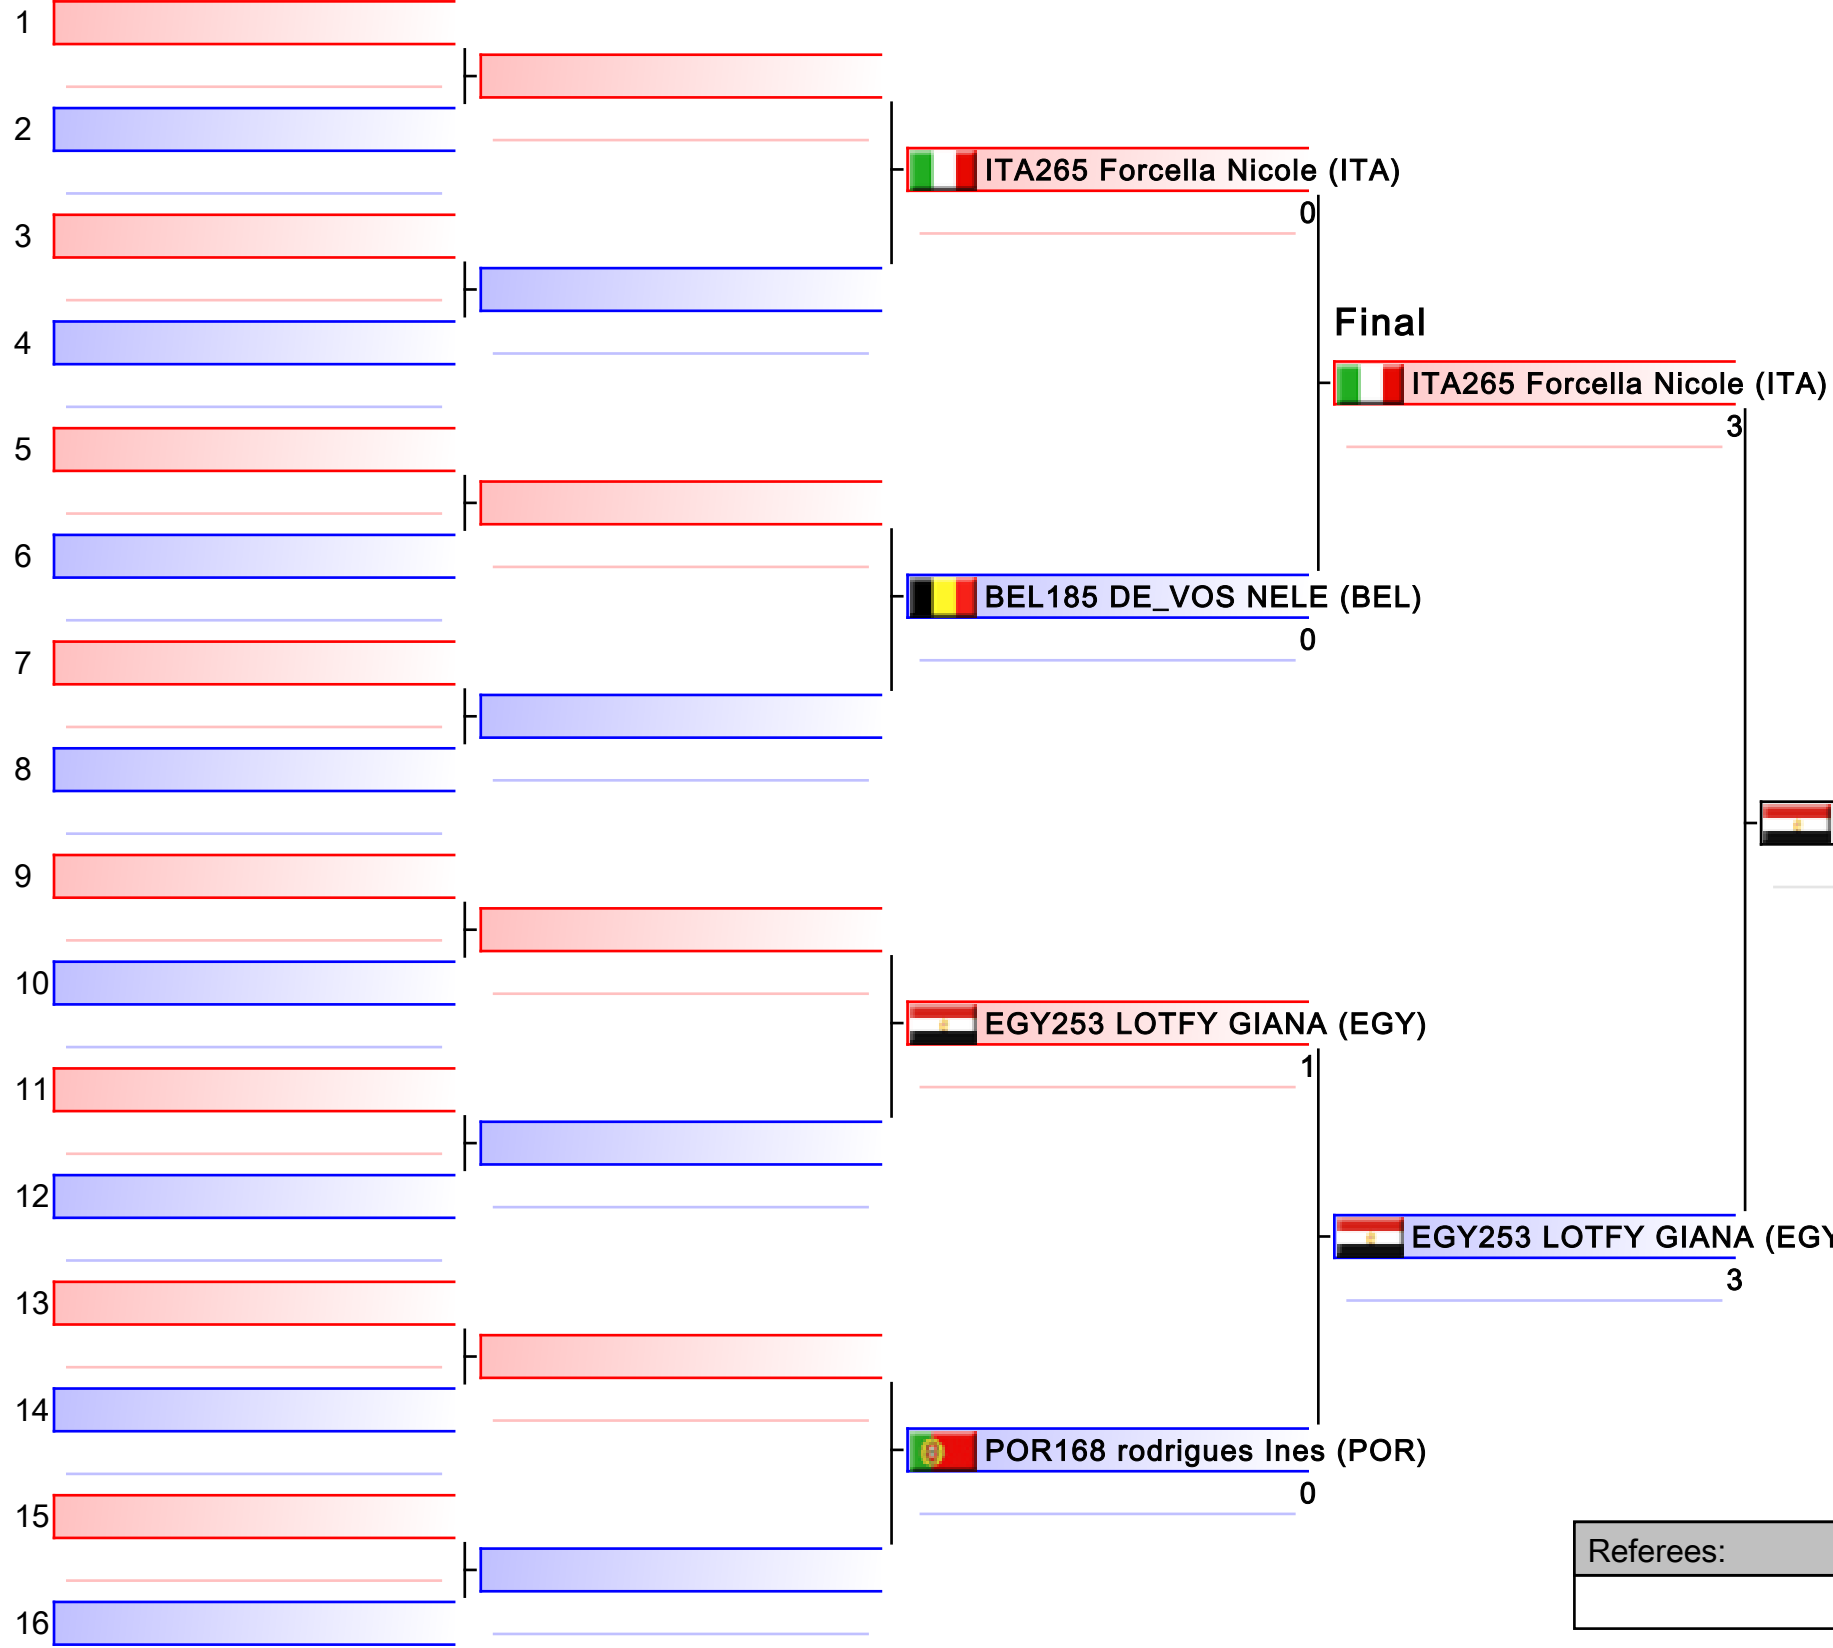 1
2
ITA265 Forcella Nicole (ITA)
0
3
Final
4
ITA265 Forcella Nicole (ITA)
3
5
6
BEL185 DE_VOS NELE (BEL)
0
7
8
9
10
EGY253 LOTFY GIANA (EGY)
1
11
12
EGY253 LOTFY GIANA (EGY
3
13
14
POR168 rodrigues Ines (POR)
0
15
Referees:
16